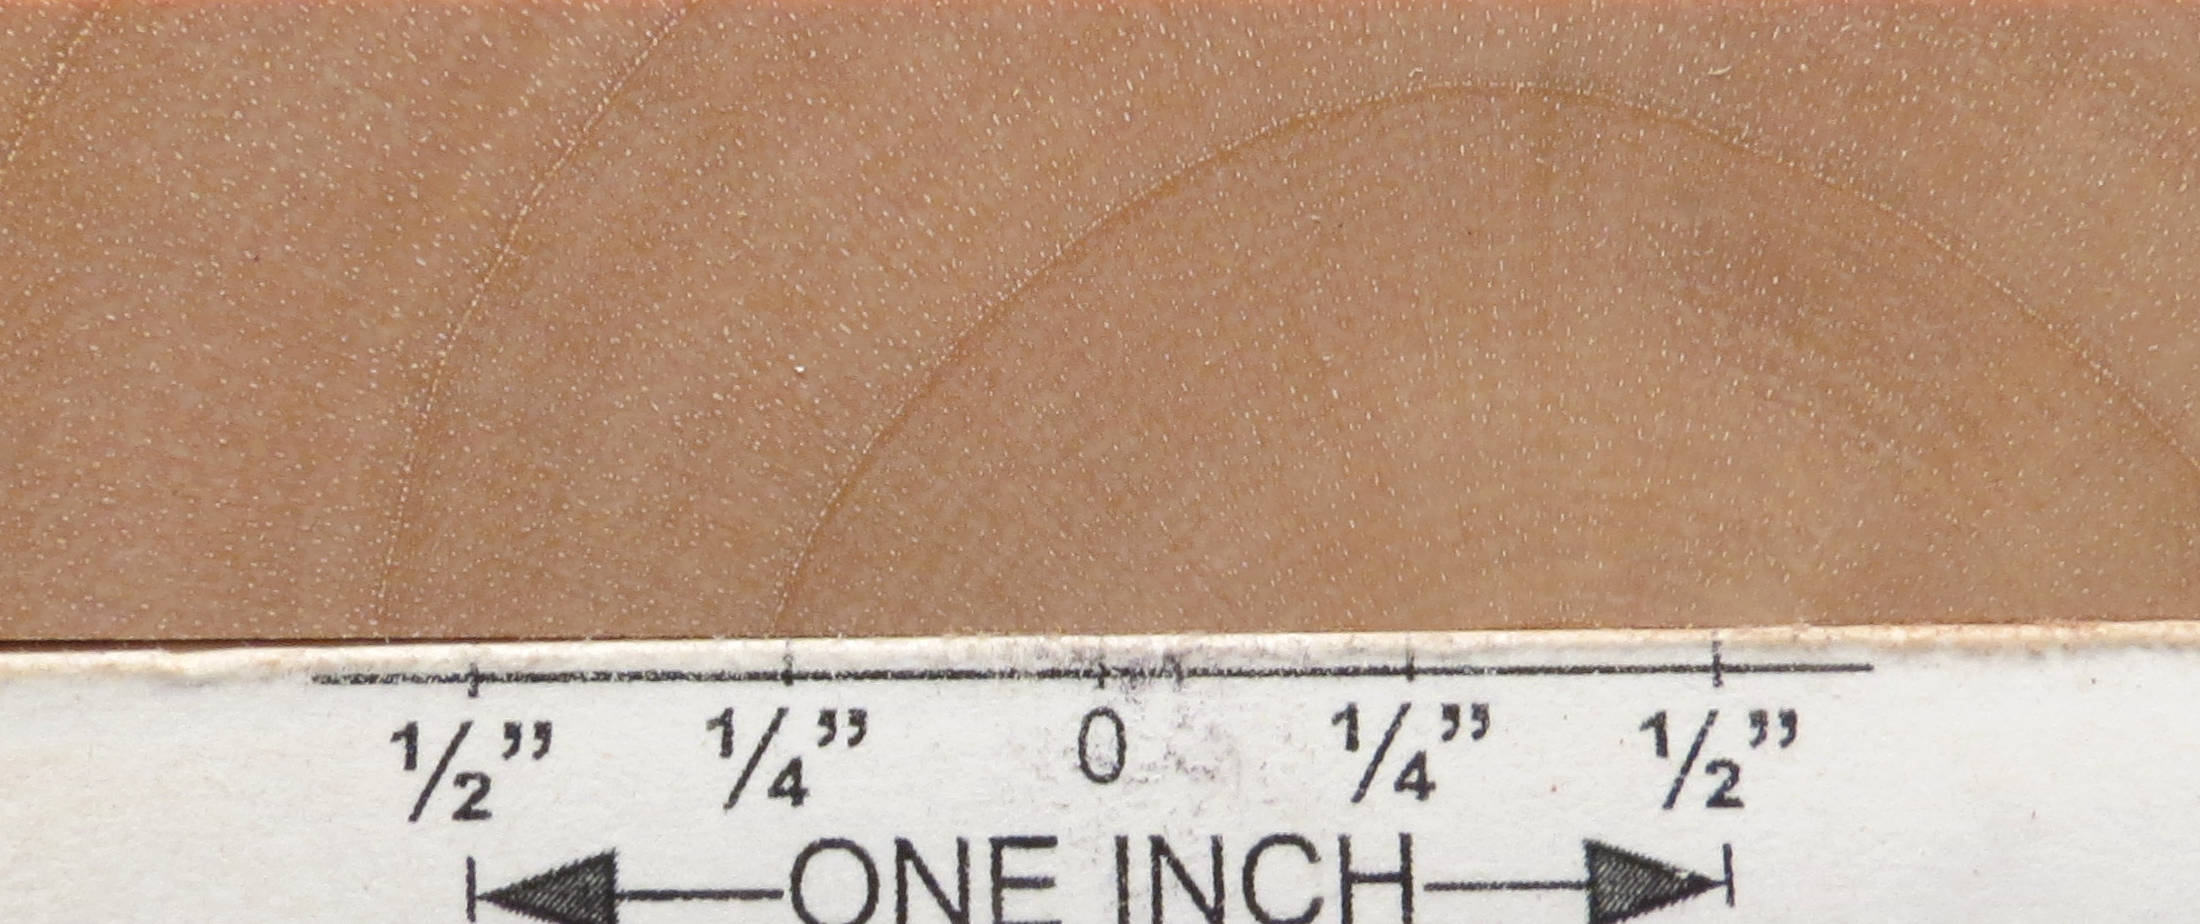 1/2” 1/4” 0 1/4” 1/2”
ONE INCH